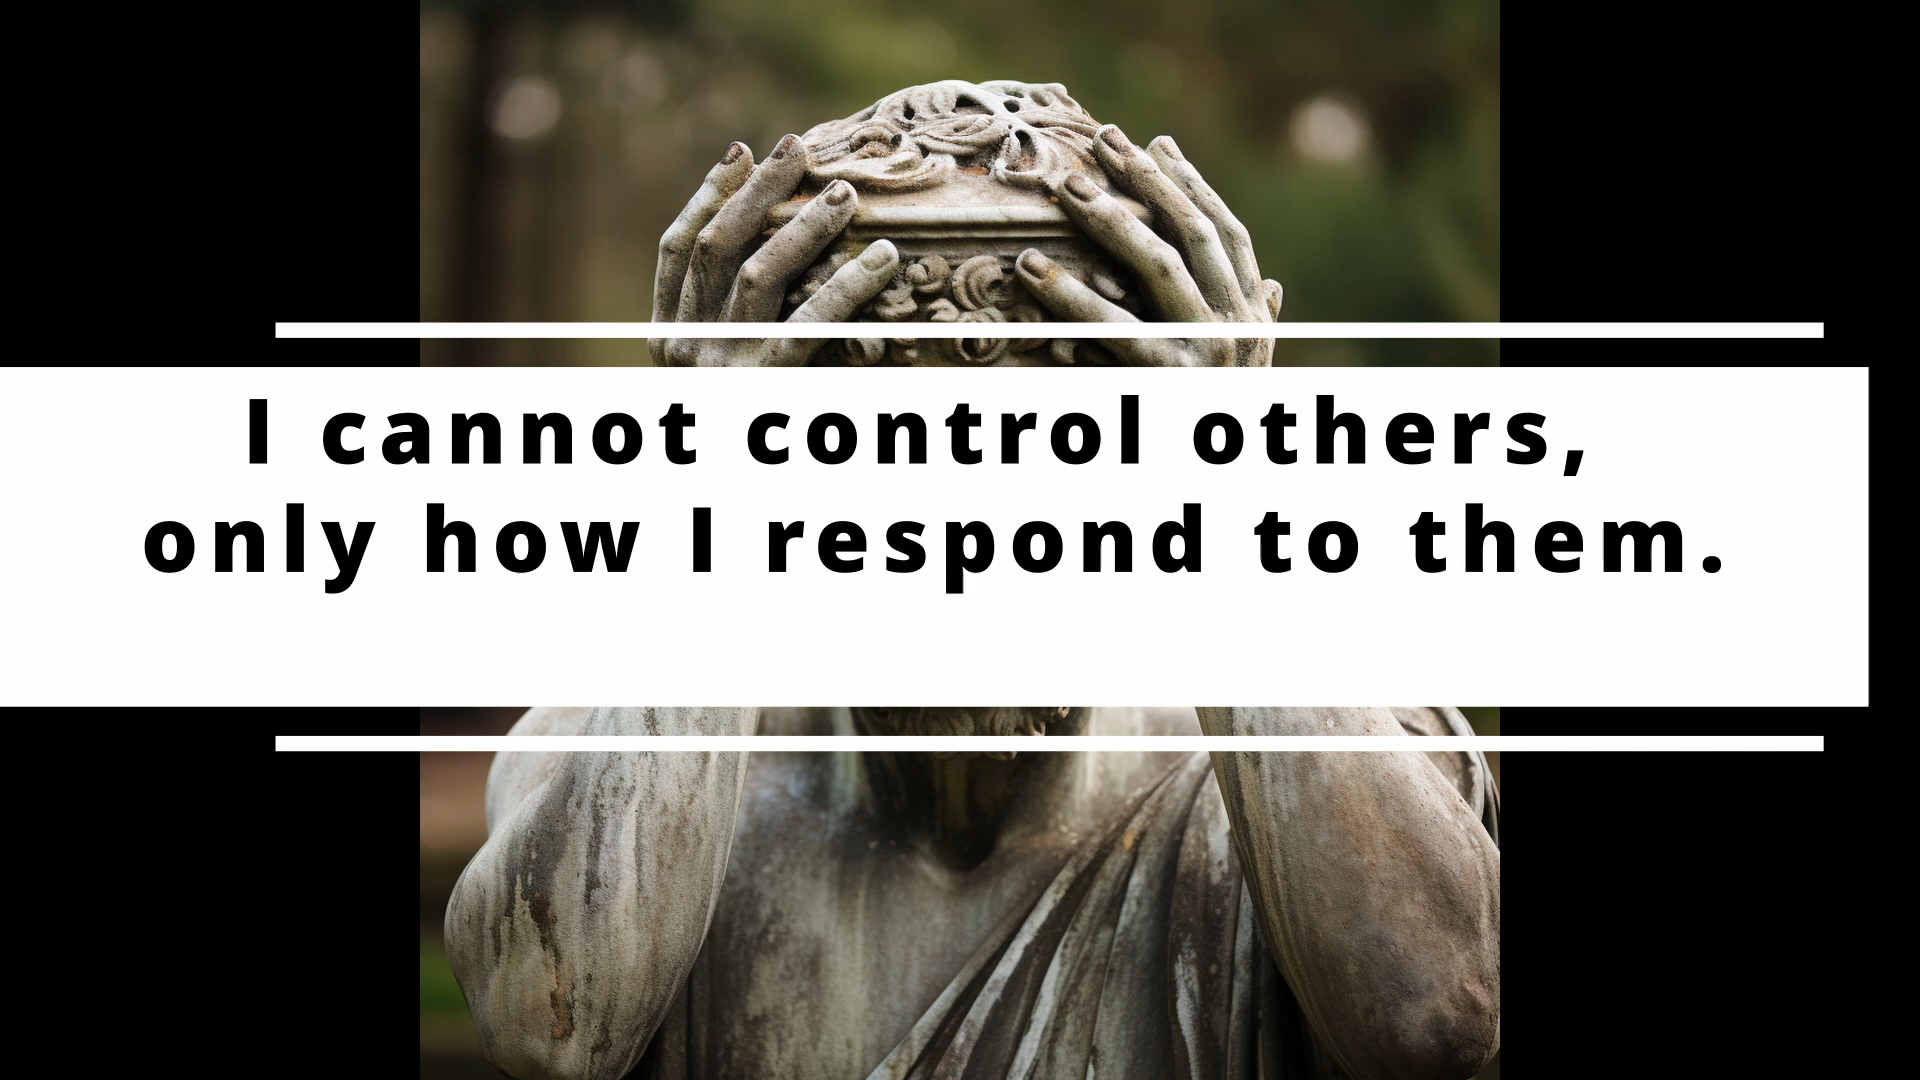 I cannot control others,
only how I respond to them.